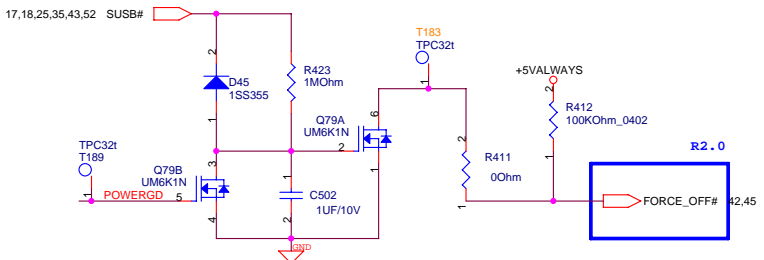 17,18,25,35,43,52 SUSB#
T183
TPC32t
1
+5VALWAYS
2
R412
100KOhm_0402
1
2
D45
1SS355
1
R423
1MOhm
Q79A
UM6K1N
6
2
1
2
R411
0Ohm
1
R2.0
FORCE_OFF# 42,45
TPC32t
T189
1
POWERGD
Q79B
UM6K1N
3
5
4
1
C502
1UF/10V
2
GND